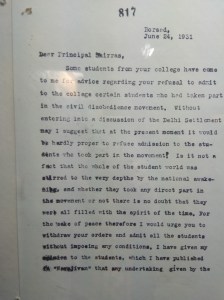 817
Borsad,
June 24, 1931
Dear Principal Shirras,
Some students from your college have come
to me for advice regarding your refusal to admit to
the college certain students who had taken part
in the civil disobedience movement. Without
entering into a discussion of the Delhi Settlement
may I suggest that at the present moment it would
be hardly proper to refuse admission to the stu-
dents who took part in the movement? Is it not a
fact that the whole of the student world was
stirred to the very depths by the national awake-
ning, and whether they took any direct part in
the movement or not there is no doubt that they
were all filled with the spirit of the time. For
the sake of peace therefore I would urge you to
withdraw your orders and admit all the students
without imposing any conditions. I have given my
opinion to the students, which I have published
in "Navajivan" that any undertaking given by the